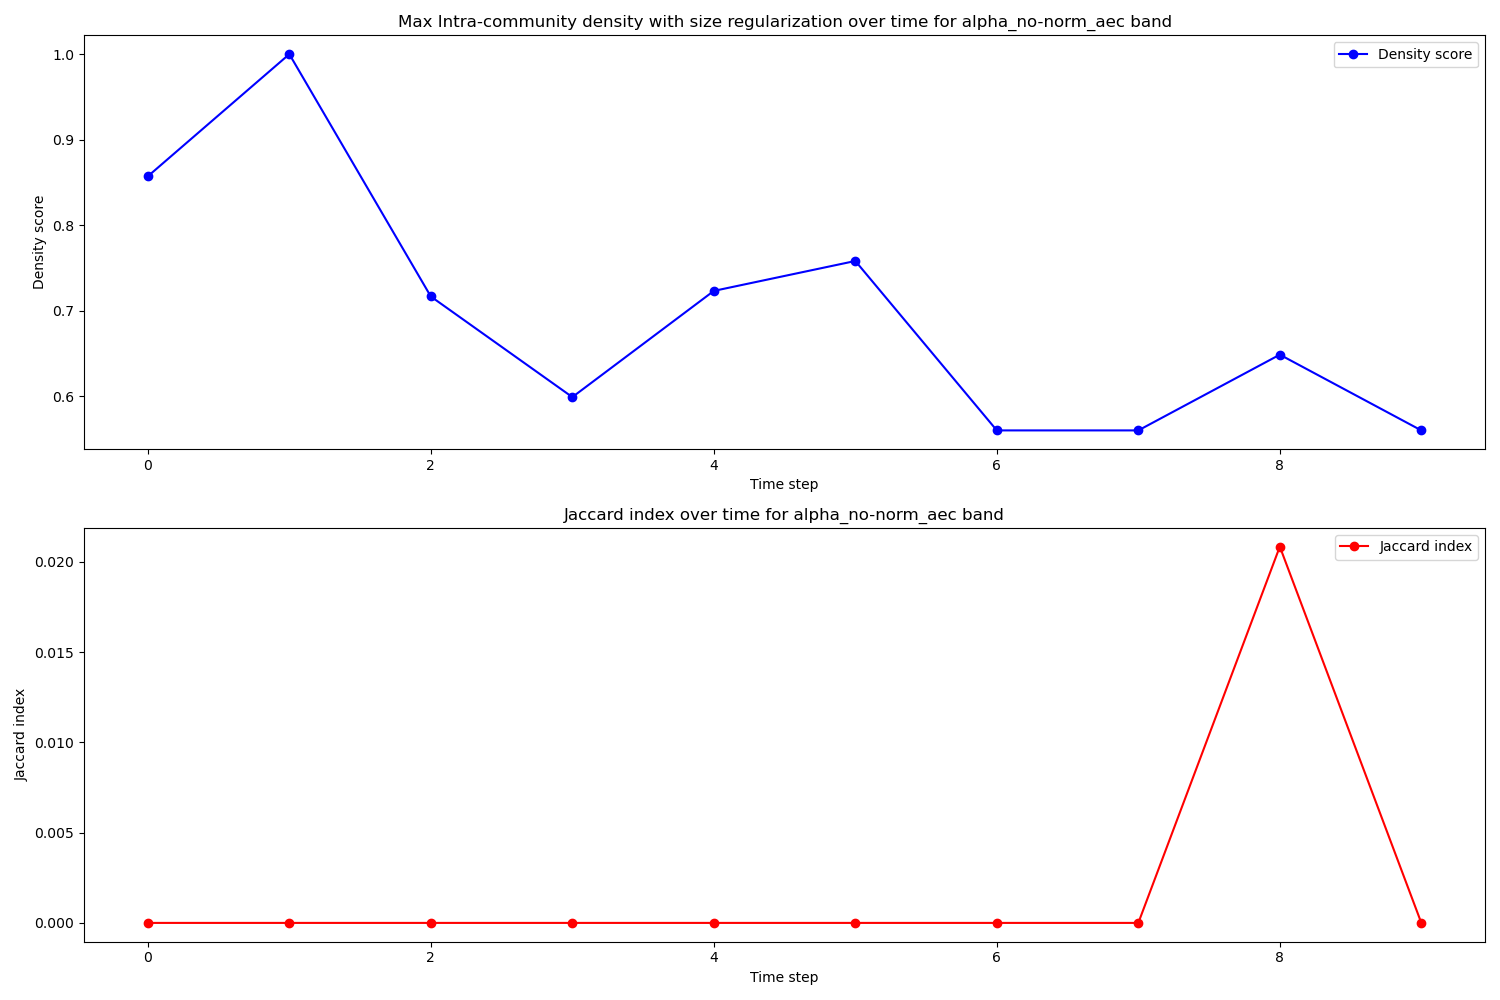 Max Intra-community density with size regularization over time for alpha_no-norm_aec band
Density score
1.0
0.9
0.8
0.7
0.6
Density score
0
2
4
6
8
Time step
Jaccard index over time for alpha_no-norm_aec band
Jaccard index
0.020
0.015
0.010
0.005
0.000
Jaccard index
0
2
4
6
8
Time step